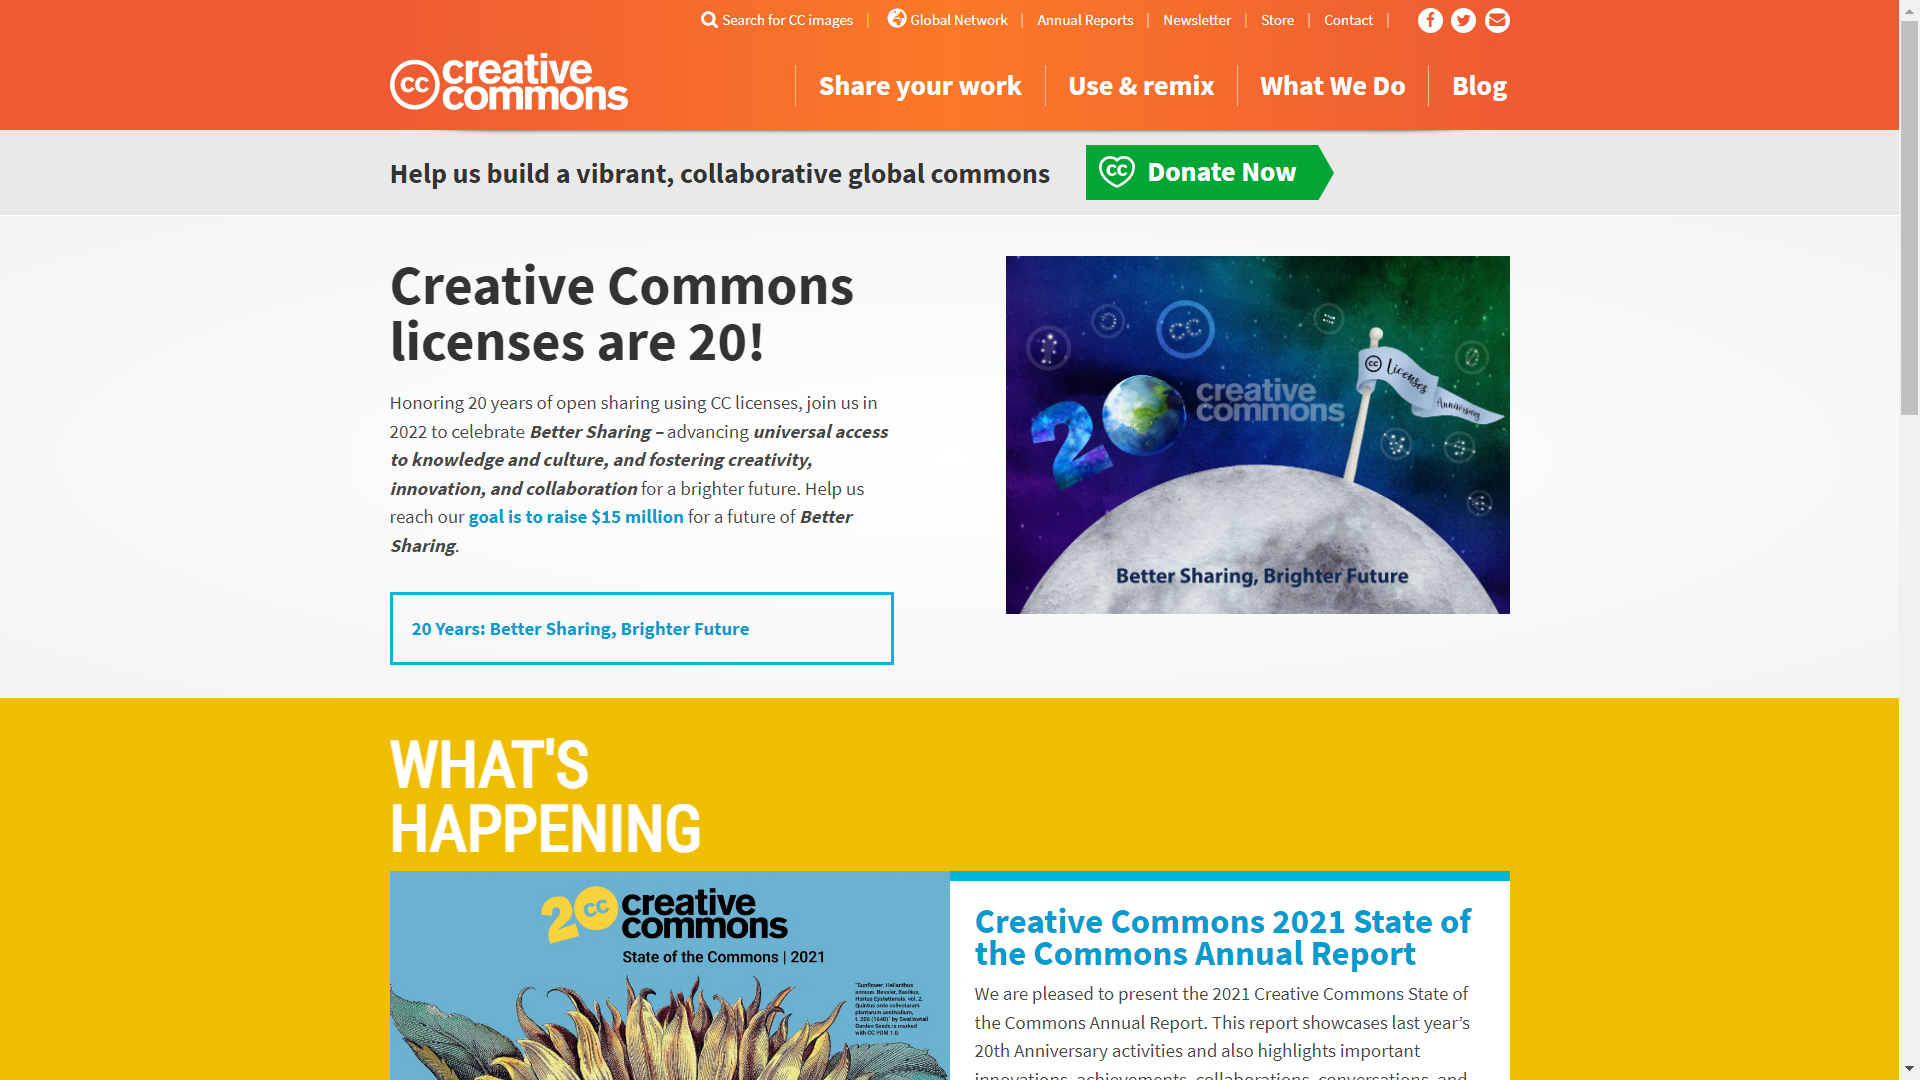 Search for CC images | Global Network | Annual Reports | Newsletter | Store | Contact |
cc creative commons
Share your work
Use & remix
What We Do
Blog
Help us build a vibrant, collaborative global commons
cc Donate Now
Creative Commons
licenses are 20!
Honoring 20 years of open sharing using CC licenses, join us in
2022 to celebrate Better Sharing – advancing universal access
to knowledge and culture, and fostering creativity,
innovation, and collaboration for a brighter future. Help us
reach our goal is to raise $15 million for a future of Better
Sharing.
20 Years: Better Sharing, Brighter Future
CC
creative
commons
2
cc Licenses
Anniversary
Better Sharing, Brighter Future
WHAT'S
HAPPENING
2 cc creative
commons
State of the Commons | 2021
"Sunflower. Helianthus
annuus. Besler, Basilius,
Hortus Eystettensis, vol. 2,
Quintus ordo collectarum
plantarum aestivalium,
t. 206 (1640)" by Swallowtail
Garden Seeds is marked
with CC PDM 1.0.
Creative Commons 2021 State of
the Commons Annual Report
We are pleased to present the 2021 Creative Commons State of
the Commons Annual Report. This report showcases last year’s
20th Anniversary activities and also highlights important
innovations, achievements, collaborations, conversations, and